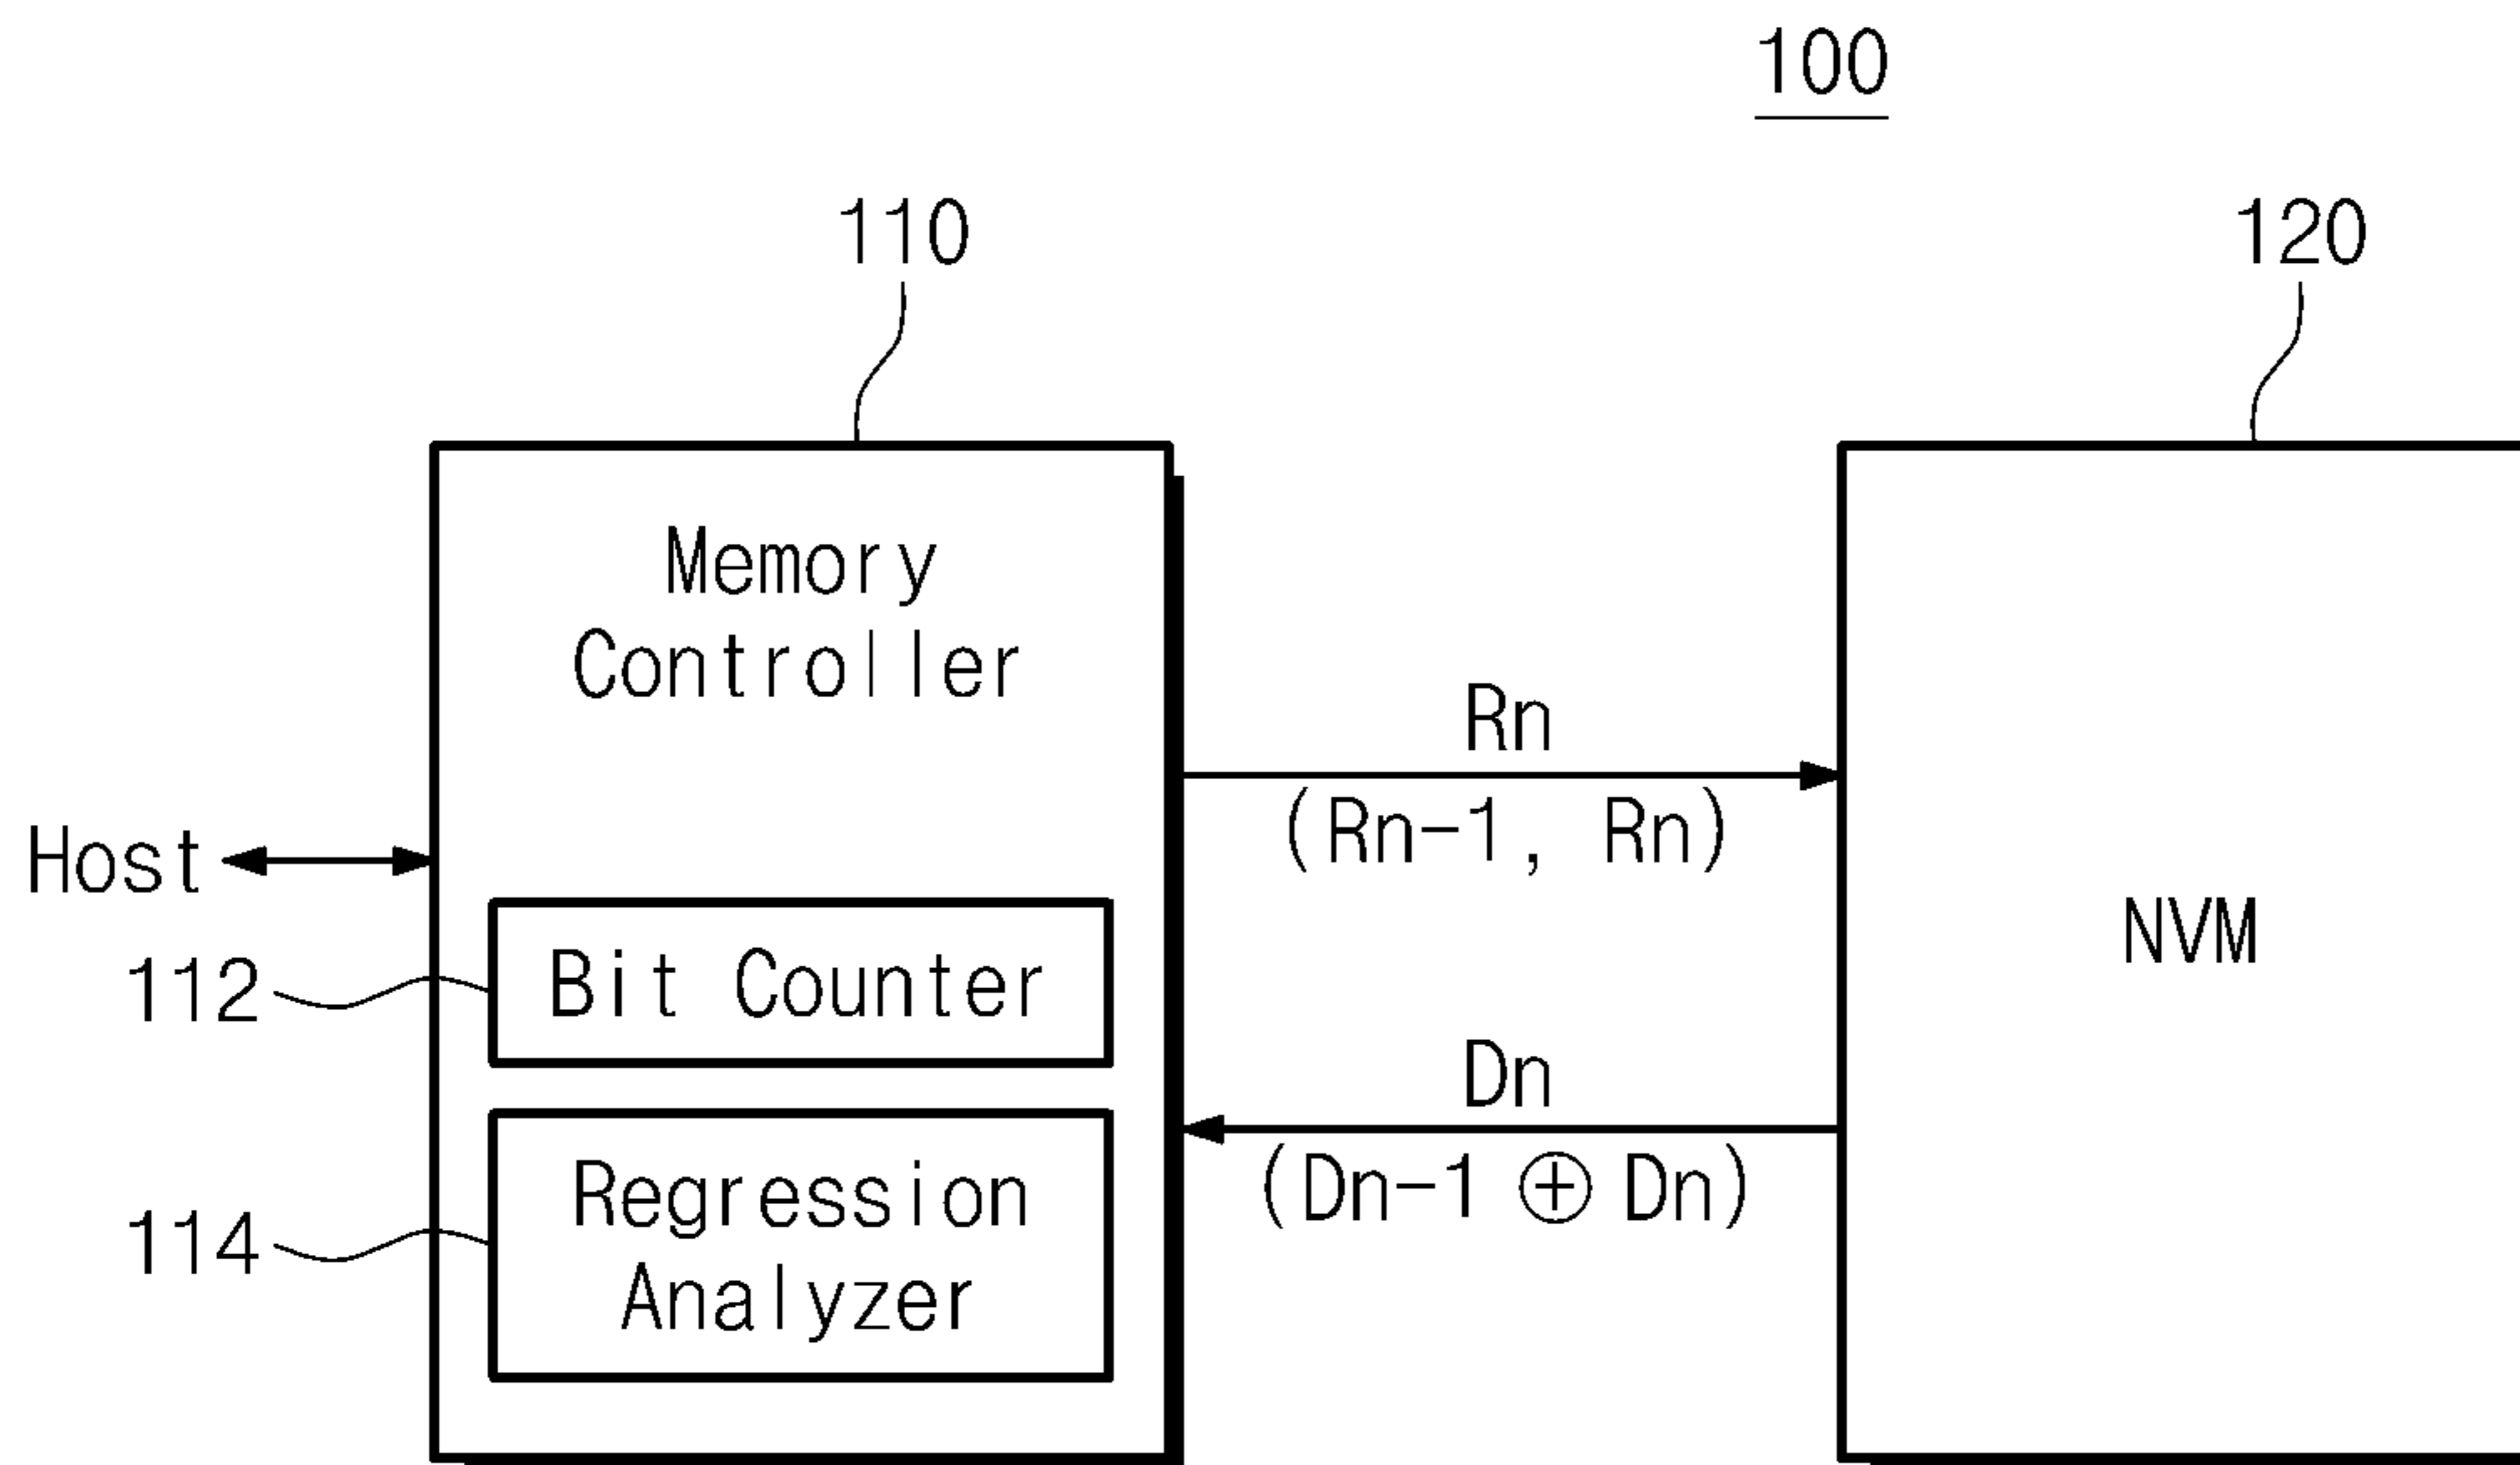 100
110
120
Memory
Controller
Rn
(Rn-1, Rn)
Host
NVM
Bit Counter
112
Dn
(Dn-1 ⊕ Dn)
Regression
Analyzer
114